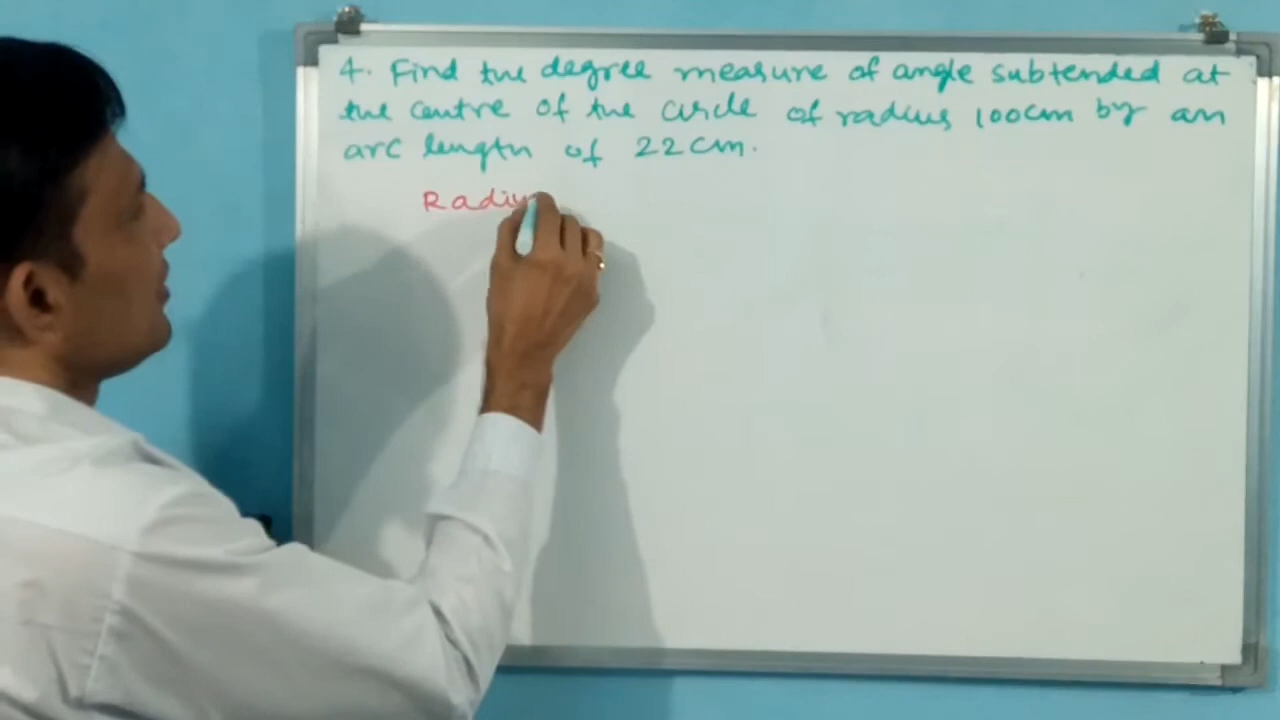 4. Find the degree measure of angle subtended at
the centre of the circle of radius 100cm by an
arc length of 22cm.
Radiu